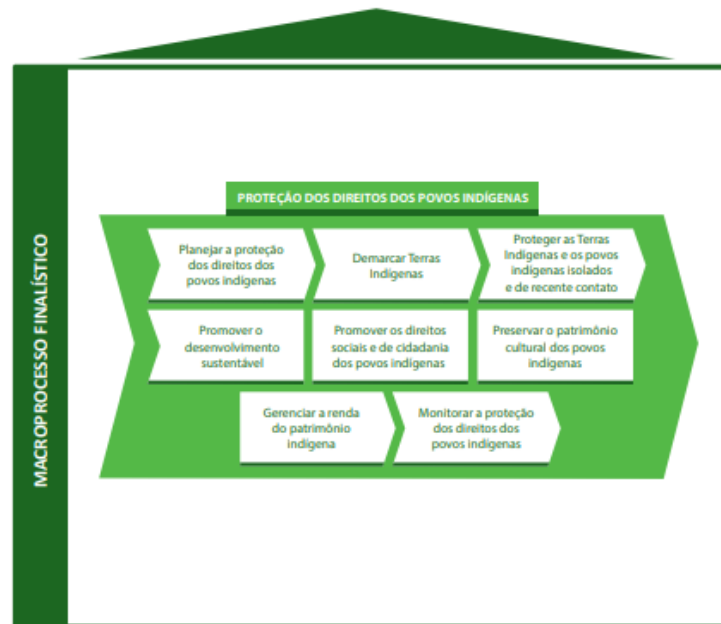 MACROPROCESSO FINALÍSTICO
PROTEÇÃO DOS DIREITOS DOS POVOS INDÍGENAS
Planejar a proteção
dos direitos dos
povos indígenas
Demarcar Terras
Indígenas
Proteger as Terras
Indígenas e os povos
indígenas isolados
e de recente contato
Promover o
desenvolvimento
sustentável
Promover os direitos
sociais e de cidadania
dos povos indígenas
Preservar o patrimônio
cultural dos povos
indígenas
Gerenciar a renda
do patrimônio
indígena
Monitorar a proteção
dos direitos dos
povos indígenas